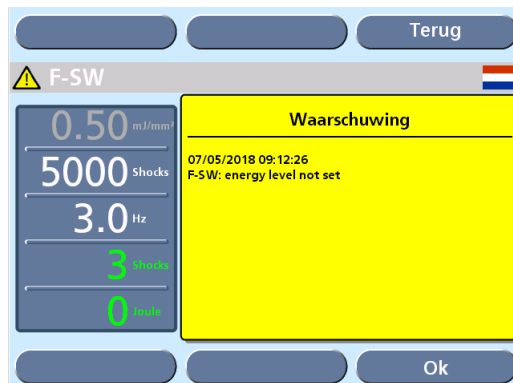 Terug
F-SW
0.50 mJ/mm²
5000 Shocks
3.0 Hz
3 Shocks
0 Joule
Waarschuwing
07/05/2018 09:12:26
F-SW: energy level not set
Ok